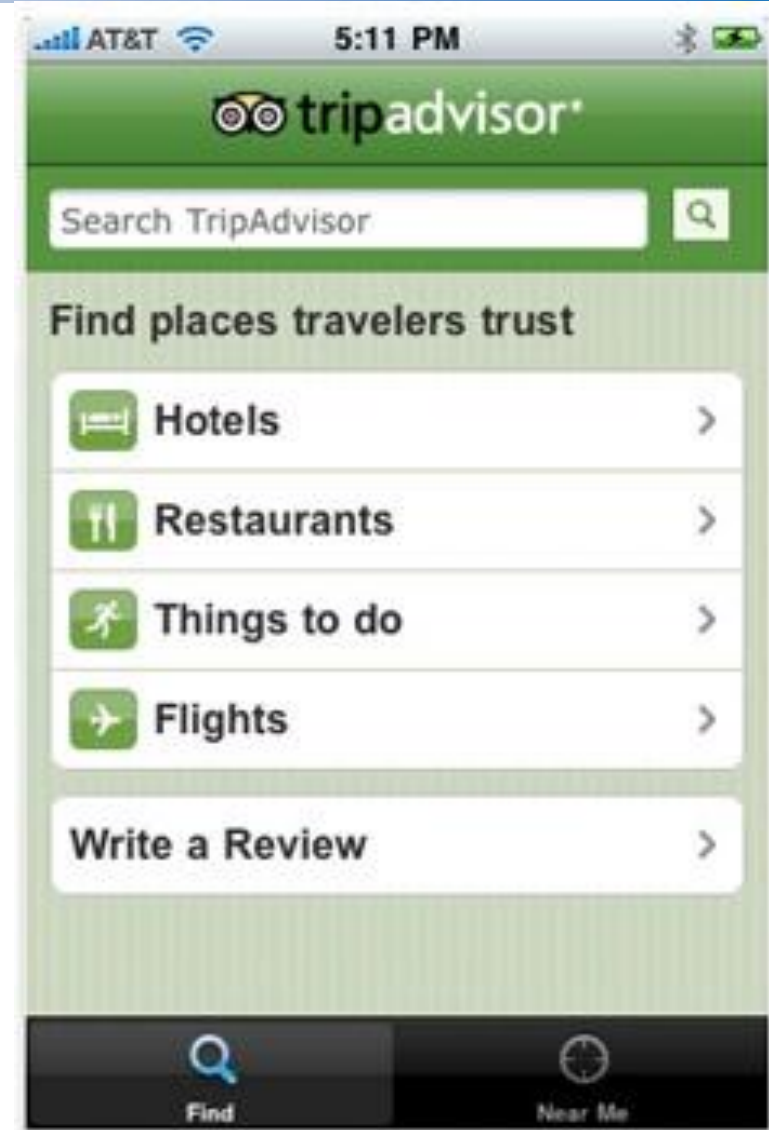 AT&T 5:11 PM
tripadvisor
Search TripAdvisor
Find places travelers trust
Hotels
Restaurants
Things to do
Flights
Write a Review
Find Near Me